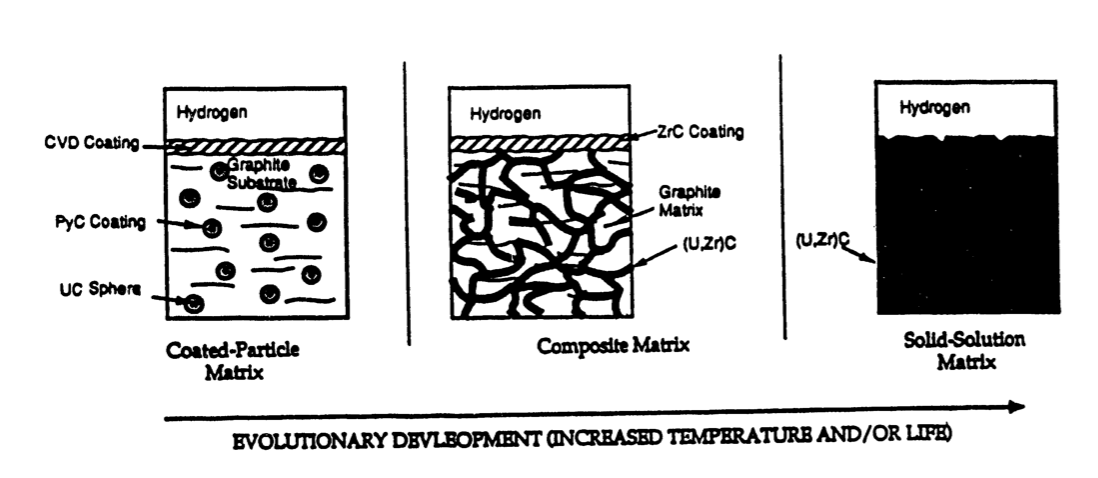 Hydrogen
CVD Coating
Graphite
Substrate
PyC Coating
UC Sphere
Coated-Particle
Matrix
Hydrogen
ZrC Coating
Graphite
Matrix
(U,Zr)C
Composite Matrix
Hydrogen
(U,Zr)C
Solid-Solution
Matrix
EVOLUTIONARY DEVLEOPMENT (INCREASED TEMPERATURE AND/OR LIFE)